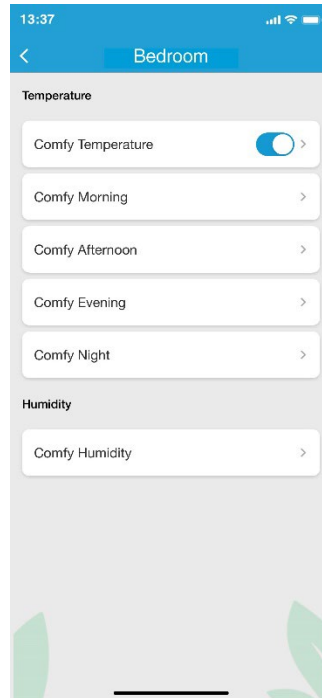 13:37
Bedroom
Temperature
Comfy Temperature
Comfy Morning
Comfy Afternoon
Comfy Evening
Comfy Night
Humidity
Comfy Humidity